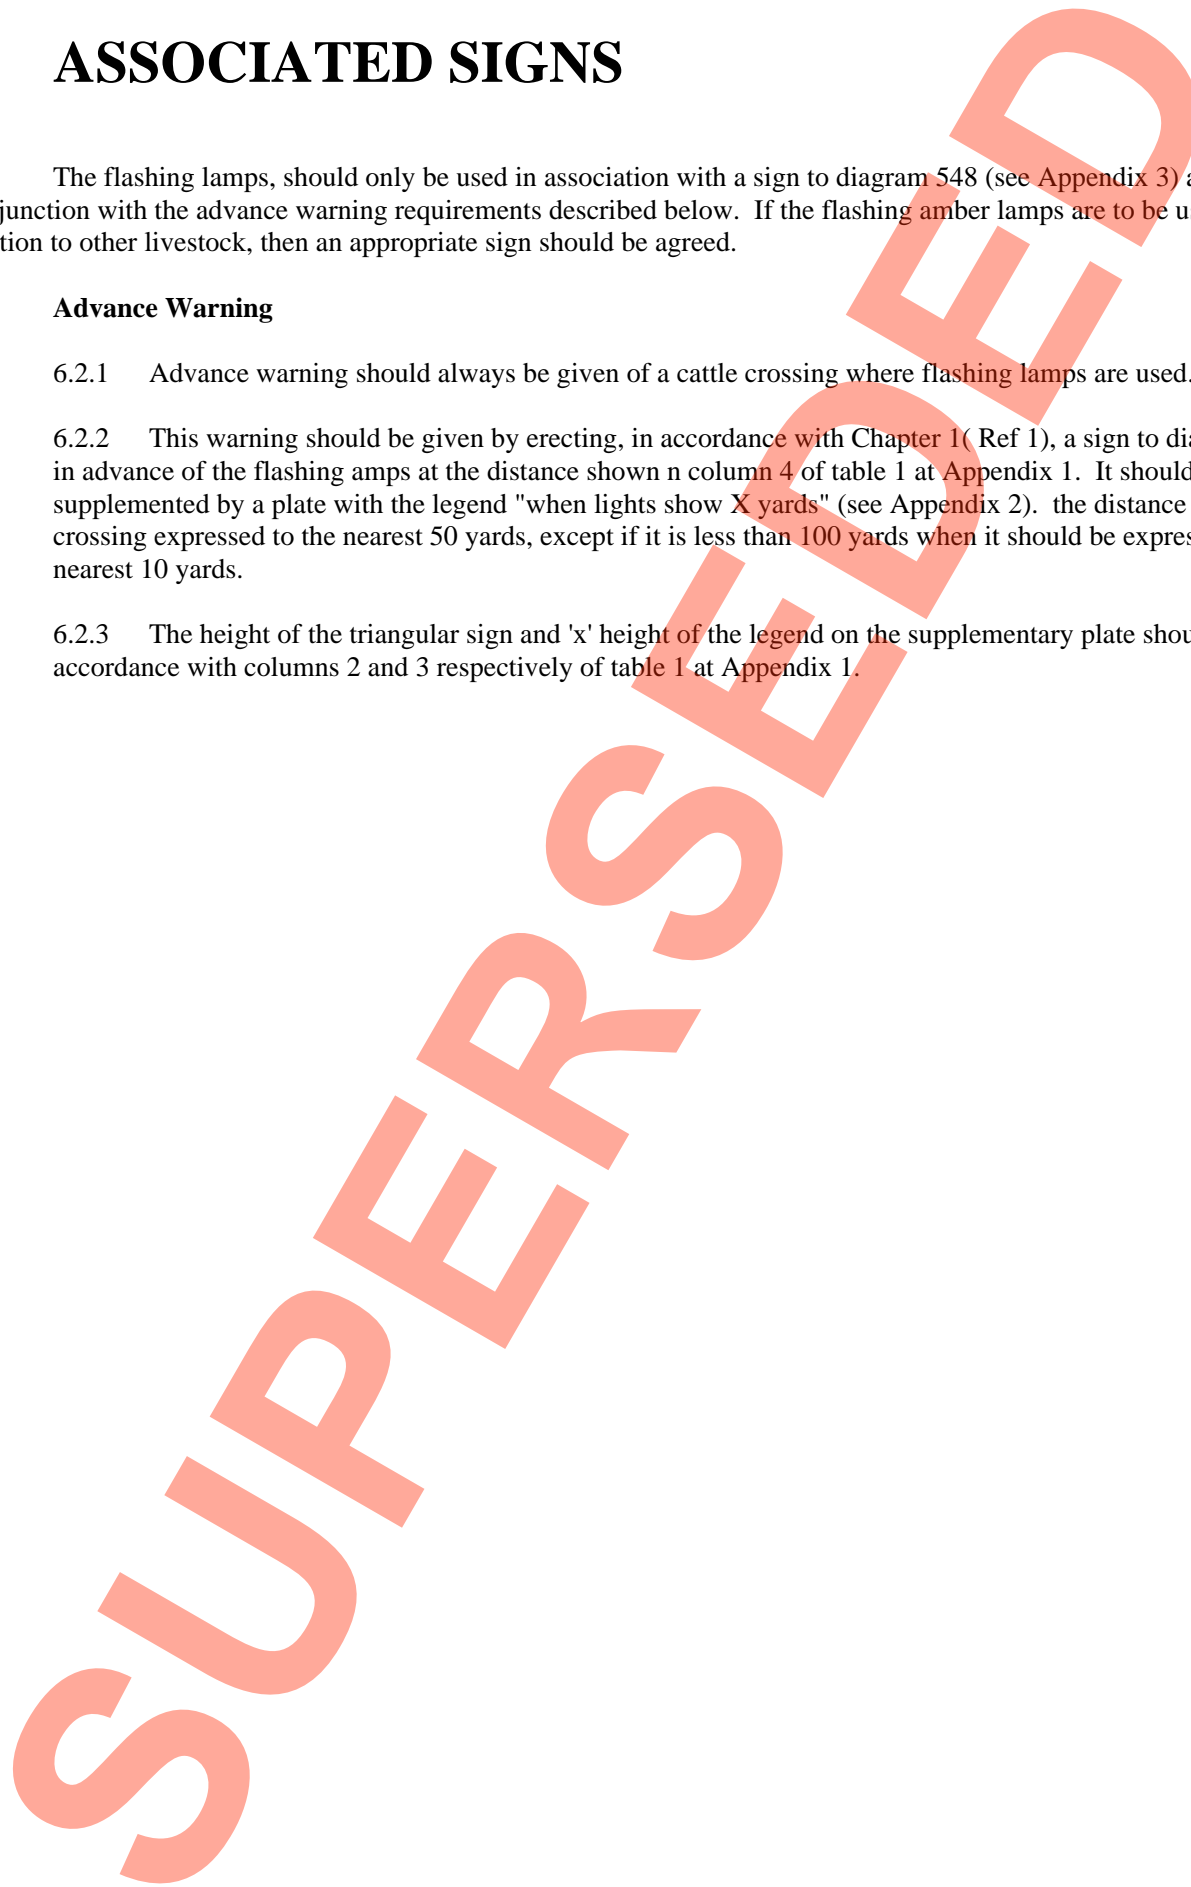 ASSOCIATED SIGNS
The flashing lamps, should only be used in association with a sign to diagram 548 (see Appendix 3)
junction with the advance warning requirements described below. If the flashing amber lamps are to be
tion to other livestock, then an appropriate sign should be agreed.
Advance Warning
6.2.1 Advance warning should always be given of a cattle crossing where flashing lamps are used.
6.2.2 This warning should be given by erecting, in accordance with Chapter 1( Ref 1), a sign to
in advance of the flashing amps at the distance shown n column 4 of table 1 at Appendix 1. It should
supplemented by a plate with the legend "when lights show X yards" (see Appendix 2). the distance
crossing expressed to the nearest 50 yards, except if it is less than 100 yards when it should be
nearest 10 yards.
6.2.3 The height of the triangular sign and 'x' height of the legend on the supplementary plate
accordance with columns 2 and 3 respectively of table 1 at Appendix 1.
SUPERSEDED